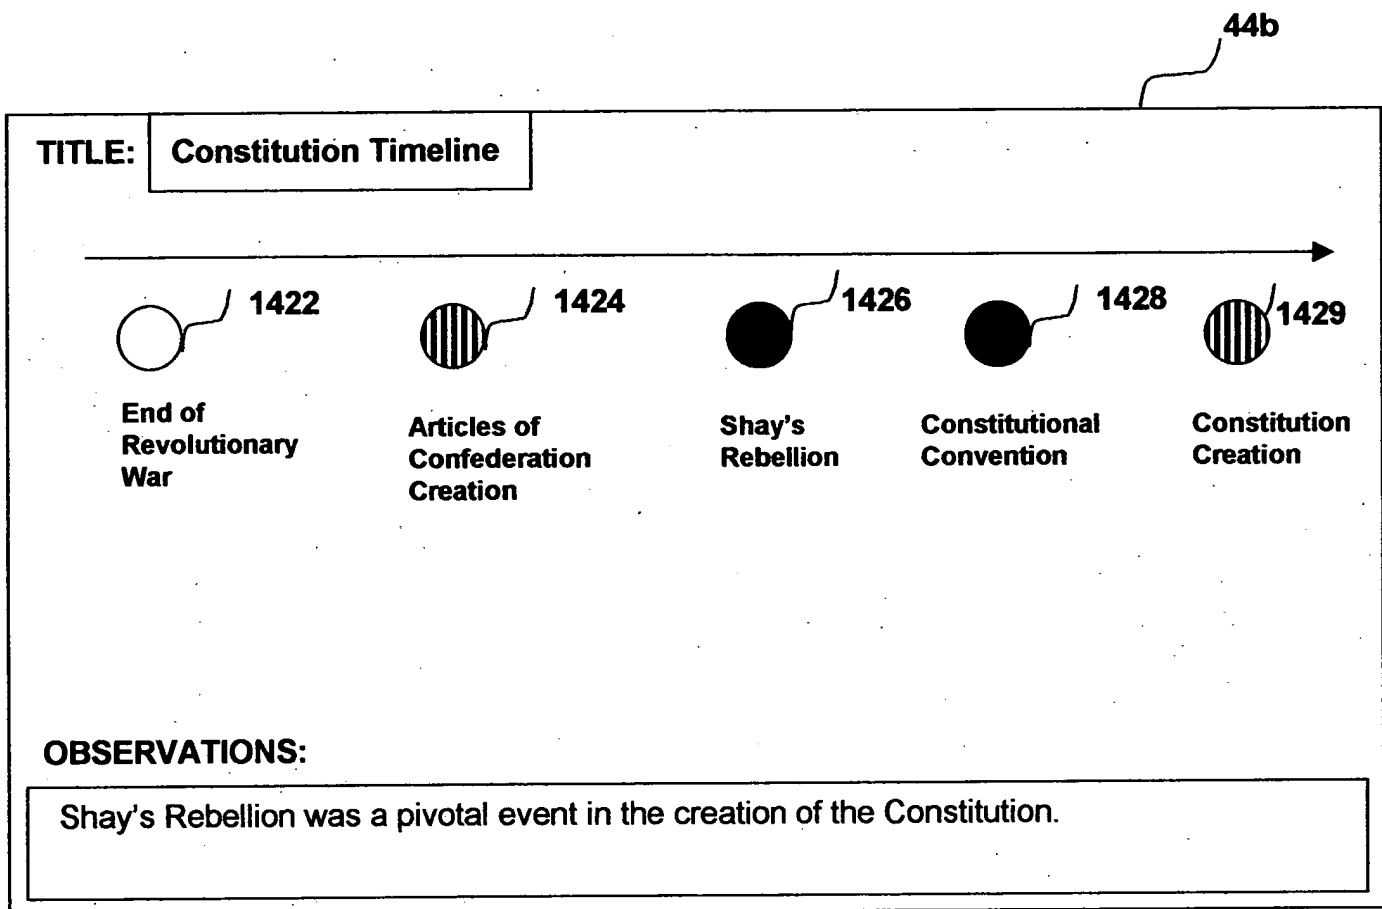 44b
TITLE: Constitution Timeline
1422 1424 1426 1428 1429
End of Revolutionary War
Articles of Confederation Creation
Shay's Rebellion
Constitutional Convention
Constitution Creation
OBSERVATIONS:
Shay's Rebellion was a pivotal event in the creation of the Constitution.